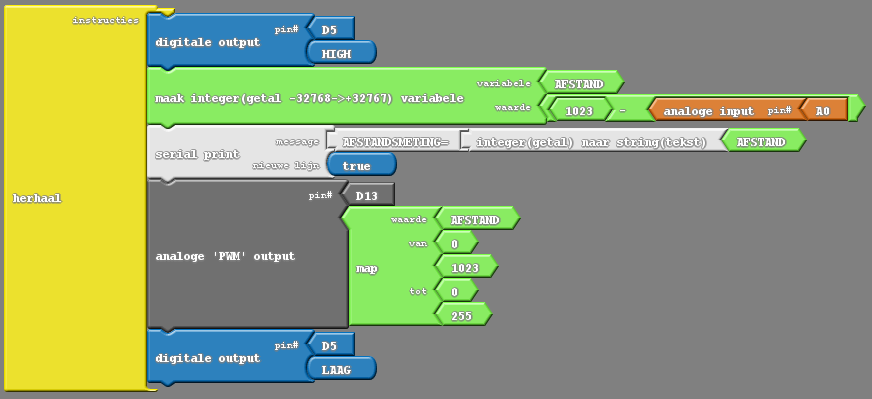 instructies
pin# D5
digitale output
HIGH
variabele AFSTAND
maak integer(getal -32768->+32767) variabele
waarde 1023 - analoge input pin# A0
message AFSTANDSMETING= integer(getal) naar string(tekst) AFSTAND
serial print
nieuwe lijn true
herhaal
pin# D13
waarde AFSTAND
van 0
analoge 'PWM' output
map 1023
tot 0
255
pin# D5
digitale output
LAAG